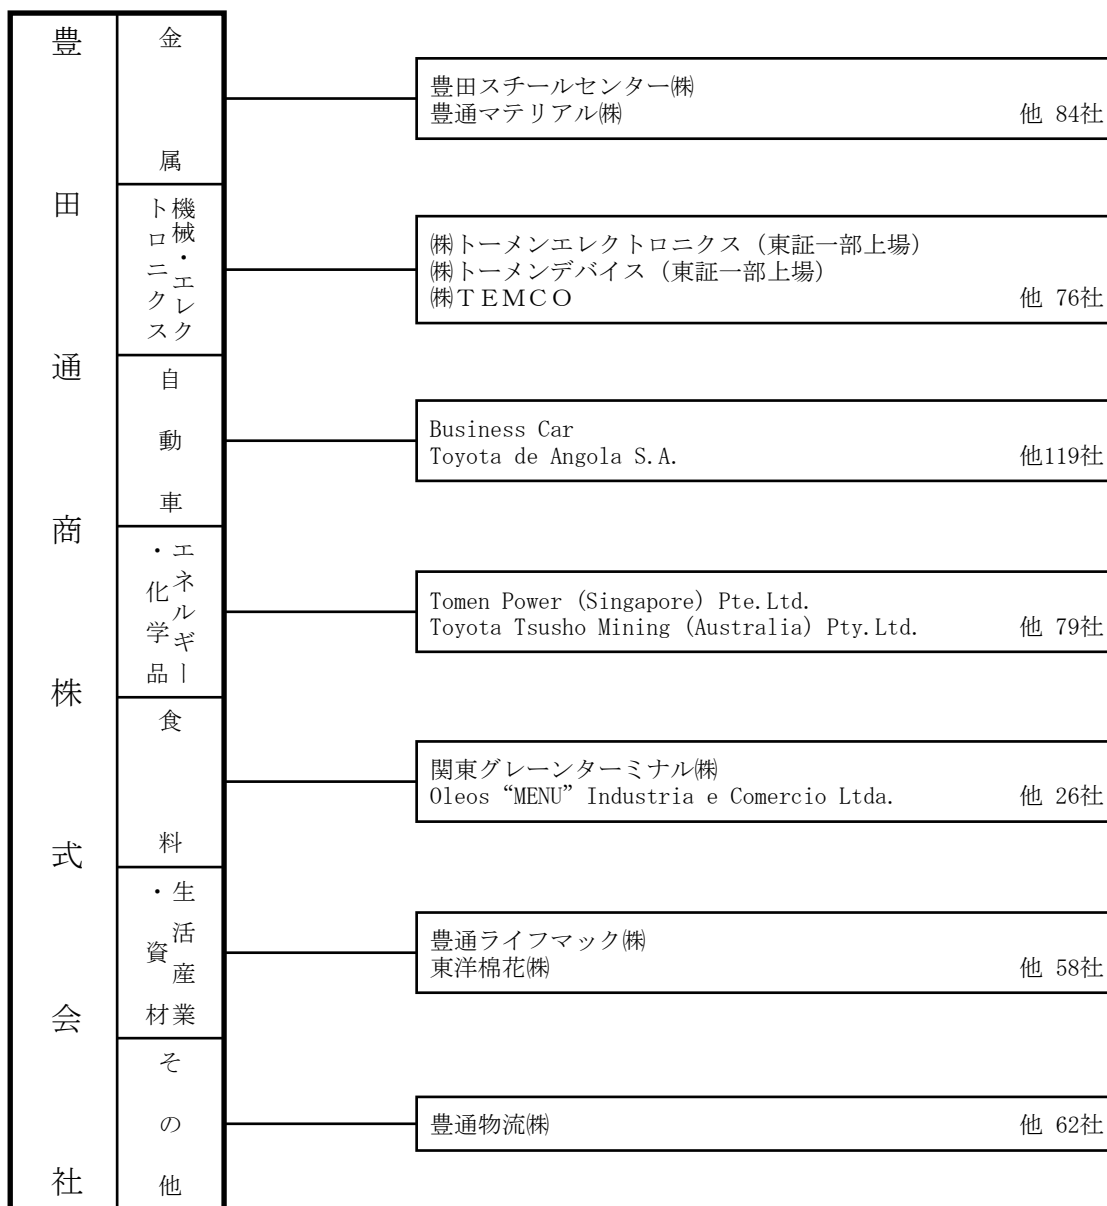 豊田通商株式会社
金属
豊田スチールセンター㈱
豊通マテリアル㈱ 他 84社
機械・エレクトロニクス
㈱トーメンエレクトロニクス（東証一部上場）
㈱トーメンデバイス（東証一部上場）
㈱ＴＥＭＣＯ 他 76社
自動車
Business Car
Toyota de Angola S.A. 他119社
エネルギー・化学品
Tomen Power (Singapore) Pte.Ltd.
Toyota Tsusho Mining (Australia) Pty.Ltd. 他 79社
食料
関東グレーンターミナル㈱
Oleos “MENU” Industria e Comercio Ltda. 他 26社
生活産業・資材
豊通ライフマック㈱
東洋棉花㈱ 他 58社
その他
豊通物流㈱ 他 62社